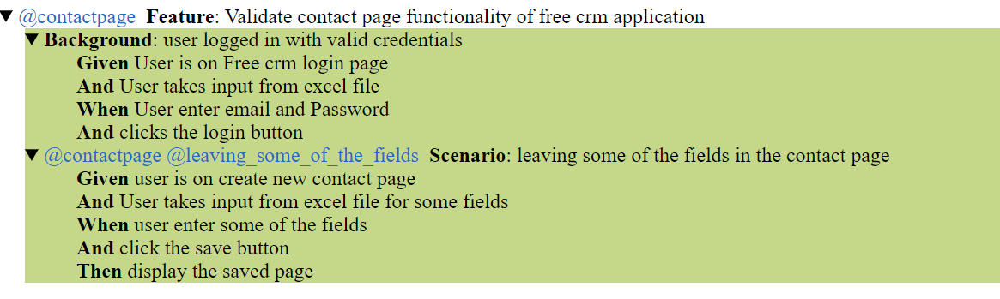 @contactpage Feature: Validate contact page functionality of free crm application
Background: user logged in with valid credentials
Given User is on Free crm login page
And User takes input from excel file
When User enter email and Password
And clicks the login button
@contactpage @leaving_some_of_the_fields Scenario: leaving some of the fields in the contact page
Given user is on create new contact page
And User takes input from excel file for some fields
When user enter some of the fields
And click the save button
Then display the saved page